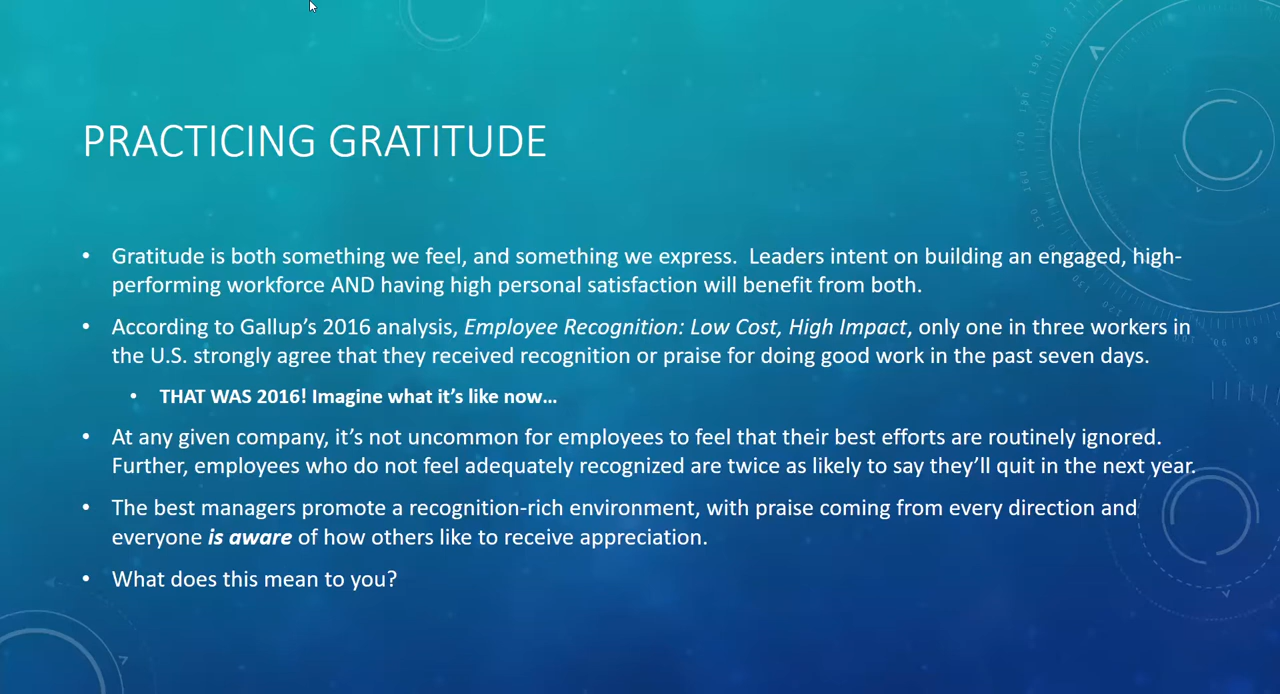 PRACTICING GRATITUDE
• Gratitude is both something we feel, and something we express.  Leaders intent on building an engaged, high-
performing workforce AND having high personal satisfaction will benefit from both.
• According to Gallup’s 2016 analysis, Employee Recognition: Low Cost, High Impact, only one in three workers in
the U.S. strongly agree that they received recognition or praise for doing good work in the past seven days.
• THAT WAS 2016! Imagine what it’s like now…
• At any given company, it’s not uncommon for employees to feel that their best efforts are routinely ignored.
Further, employees who do not feel adequately recognized are twice as likely to say they’ll quit in the next year.
• The best managers promote a recognition-rich environment, with praise coming from every direction and
everyone is aware of how others like to receive appreciation.
• What does this mean to you?